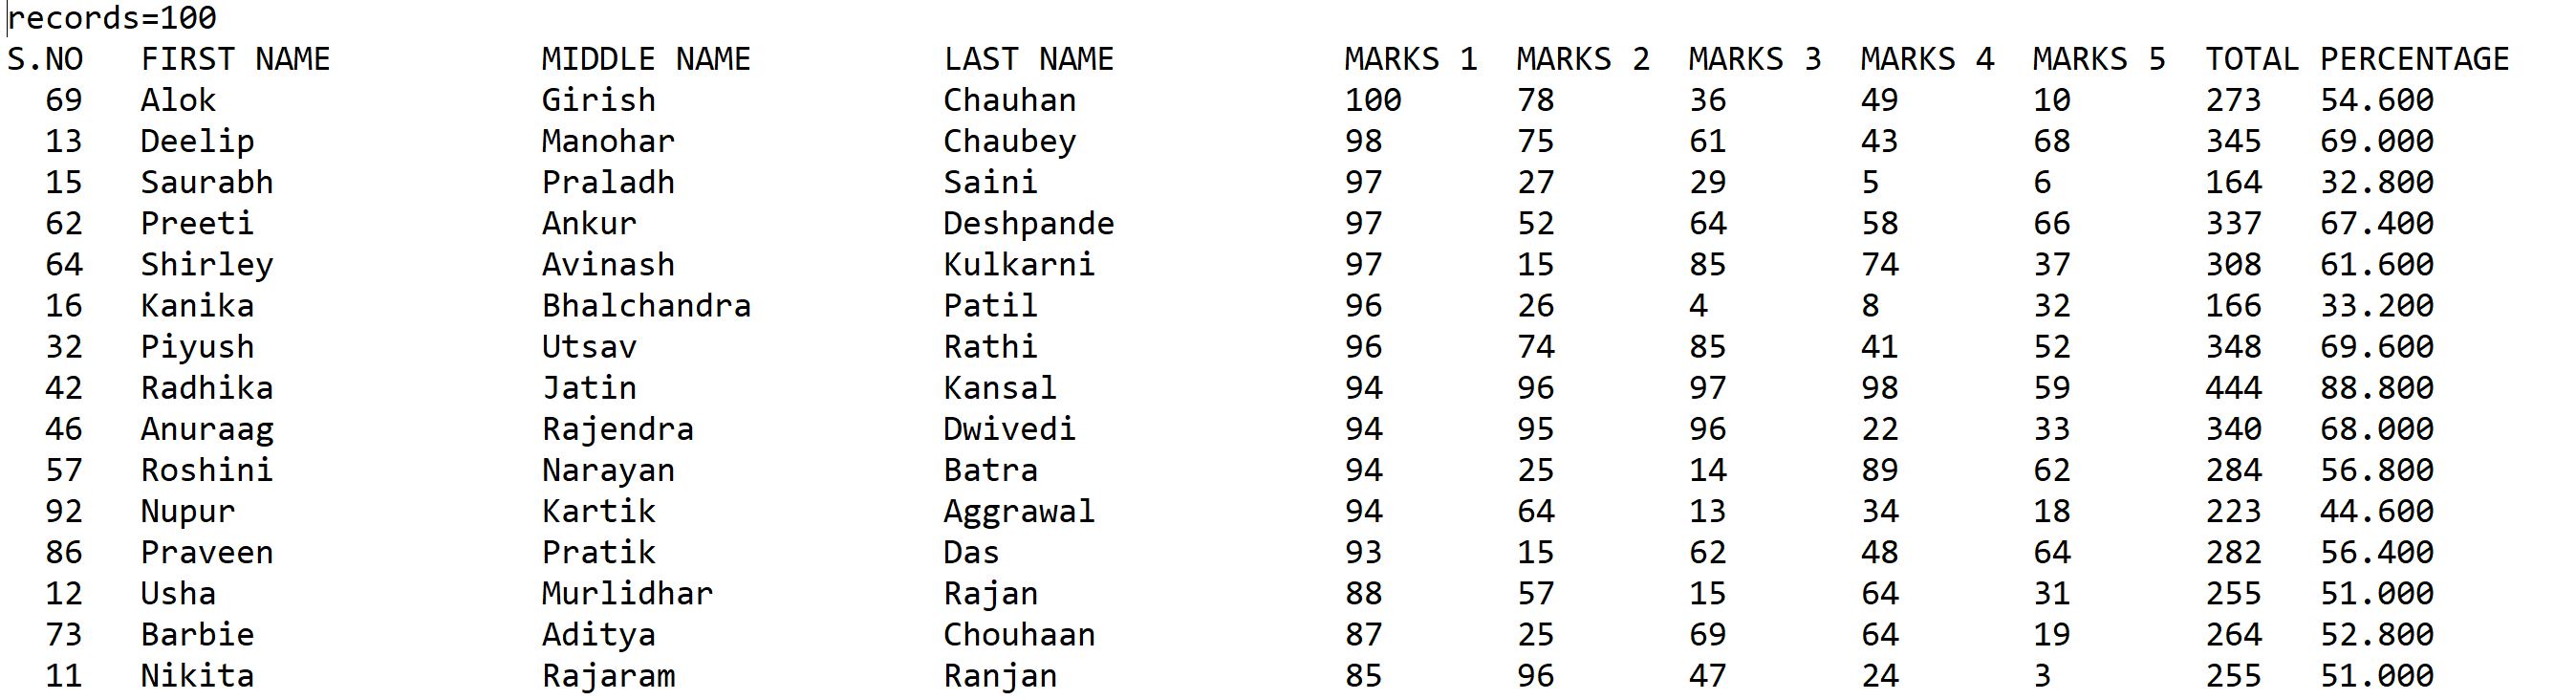 records=100
S.NO FIRST NAME MIDDLE NAME LAST NAME MARKS 1 MARKS 2 MARKS 3 MARKS 4 MARKS 5 TOTAL PERCENTAGE
69 Alok Girish Chauhan 100 78 36 49 10 273 54.600
13 Deelip Manohar Chaubey 98 75 61 43 68 345 69.000
15 Saurabh Praladh Saini 97 27 29 5 6 164 32.800
62 Preeti Ankur Deshpande 97 52 64 58 66 337 67.400
64 Shirley Avinash Kulkarni 97 15 85 74 37 308 61.600
16 Kanika Bhalchandra Patil 96 26 4 8 32 166 33.200
32 Piyush Utsav Rathi 96 74 85 41 52 348 69.600
42 Radhika Jatin Kansal 94 96 97 98 59 444 88.800
46 Anuraag Rajendra Dwivedi 94 95 96 22 33 340 68.000
57 Roshini Narayan Batra 94 25 14 89 62 284 56.800
92 Nupur Kartik Aggrawal 94 64 13 34 18 223 44.600
86 Praveen Pratik Das 93 15 62 48 64 282 56.400
12 Usha Murlidhar Rajan 88 57 15 64 31 255 51.000
73 Barbie Aditya Chouhaan 87 25 69 64 19 264 52.800
11 Nikita Rajaram Ranjan 85 96 47 24 3 255 51.000